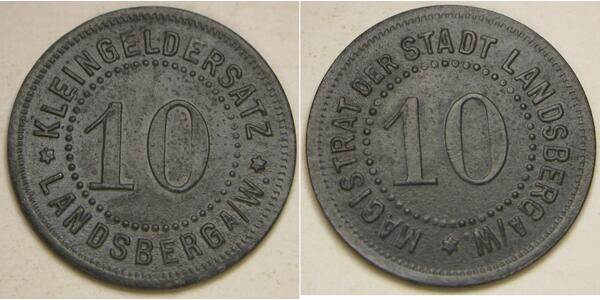 ★ KLEINGELDERSATZ ★
LANDSBERG A/W.
10
MAGISTRAT DER STADT LANDSBERG A/W. ★
10